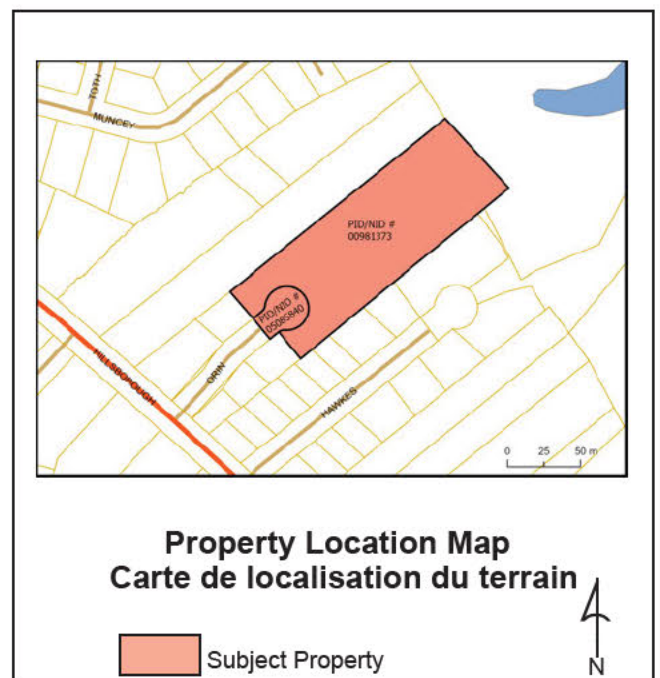 TOTH
MUNCEY
PID/NID #
00981373
PID/NID #
05085840
HILLSBOROUGH
ORIN
HAWKES
0 25 50 m
Property Location Map
Carte de localisation du terrain
Subject Property
N